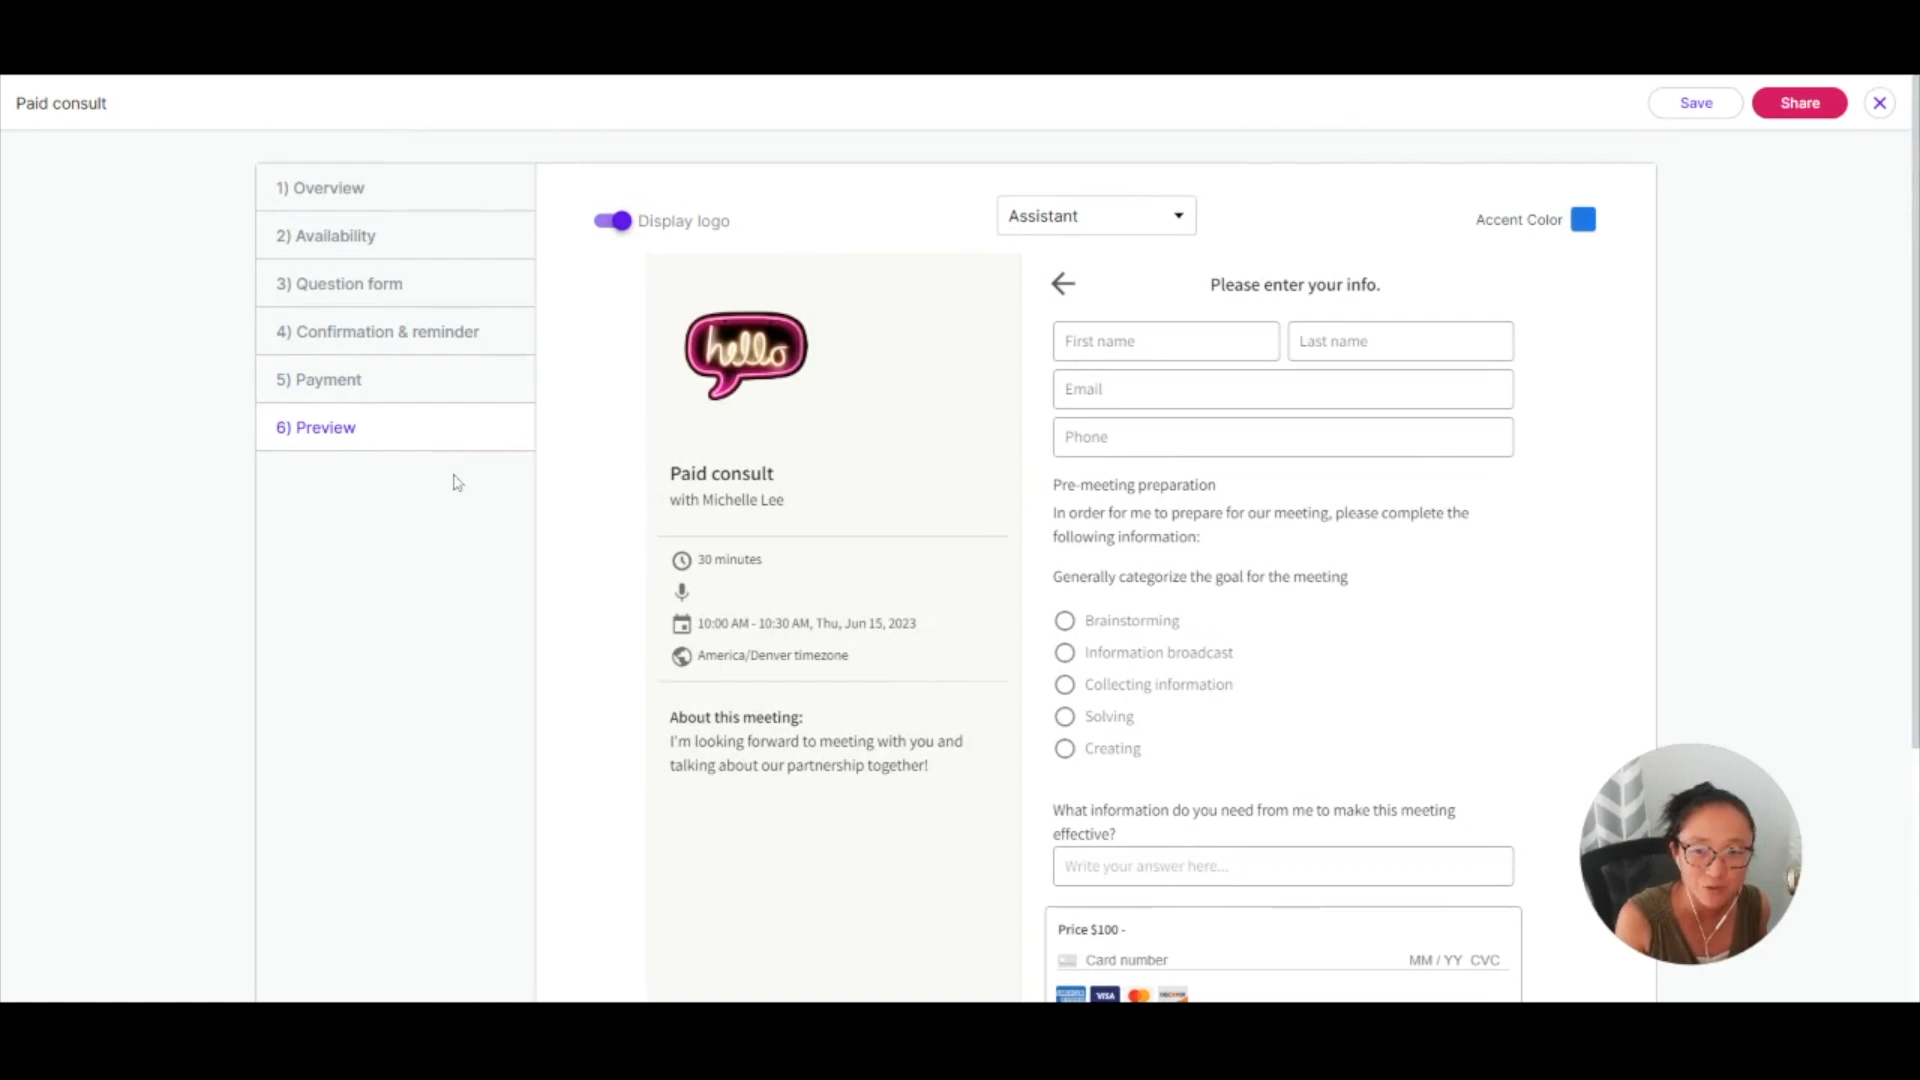 Paid consult
Save
Share
1) Overview
2) Availability
3) Question form
4) Confirmation & reminder
5) Payment
6) Preview
Display logo
Assistant
Accent Color
hello
Paid consult
with Michelle Lee
30 minutes
10:00 AM - 10:30 AM, Thu, Jun 15, 2023
America/Denver timezone
About this meeting:
I'm looking forward to meeting with you and
talking about our partnership together!
Please enter your info.
First name
Last name
Email
Phone
Pre-meeting preparation
In order for me to prepare for our meeting, please complete the
following information:
Generally categorize the goal for the meeting
Brainstorming
Information broadcast
Collecting information
Solving
Creating
What information do you need from me to make this meeting
effective?
Write your answer here...
Price $100 -
Card number
MM / YY CVC
VISA